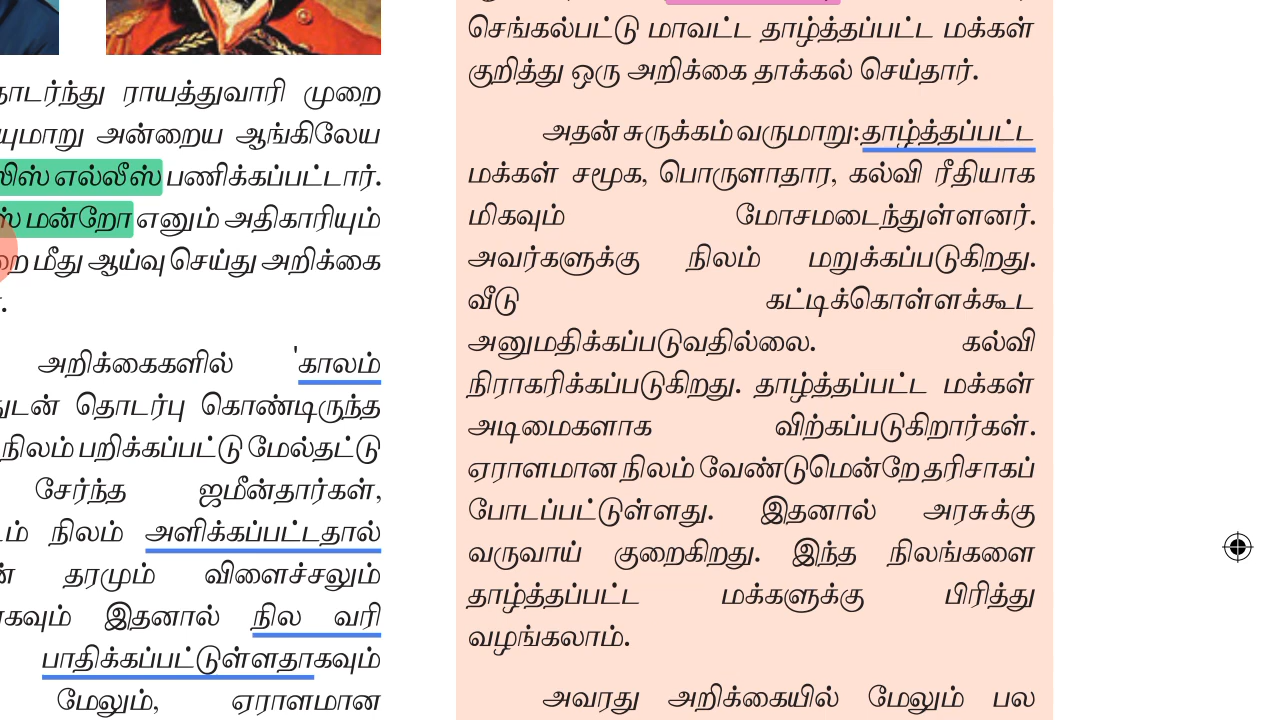 ராயத்துவாரி முறை
அன்றைய ஆங்கிலேய
எல்லீஸ் பணிக்கப்பட்டார்.
மன்றோ எனும் அதிகாரியும்
மீது ஆய்வு செய்து அறிக்கை
அறிக்கைகளில் 'காலம்
தொடர்பு கொண்டிருந்த
நிலம் பறிக்கப்பட்டு மேல்தட்டு
சேர்ந்த ஜமீன்தார்கள்,
நிலம் அளிக்கப்பட்டதால்
தரமும் விளைச்சலும்
இதனால் நில வரி
பாதிக்கப்பட்டுள்ளதாகவும்
மேலும், ஏராளமான
செங்கல்பட்டு மாவட்ட தாழ்த்தப்பட்ட மக்கள்
குறித்து ஒரு அறிக்கை தாக்கல் செய்தார்.
அதன் சுருக்கம் வருமாறு:தாழ்த்தப்பட்ட
மக்கள் சமூக, பொருளாதார, கல்வி ரீதியாக
மிகவும் மோசமடைந்துள்ளனர்.
அவர்களுக்கு நிலம் மறுக்கப்படுகிறது.
வீடு கட்டிக்கொள்ளக்கூட
அனுமதிக்கப்படுவதில்லை. கல்வி
நிராகரிக்கப்படுகிறது. தாழ்த்தப்பட்ட மக்கள்
அடிமைகளாக விற்கப்படுகிறார்கள்.
ஏராளமான நிலம் வேண்டுமென்றே தரிசாகப்
போடப்பட்டுள்ளது. இதனால் அரசுக்கு
வருவாய் குறைகிறது. இந்த நிலங்களை
தாழ்த்தப்பட்ட மக்களுக்கு பிரித்து
வழங்கலாம்.
அவரது அறிக்கையில் மேலும் பல